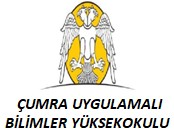 ÇUMRA UYGULAMALI
BİLİMLER YÜKSEKOKULU